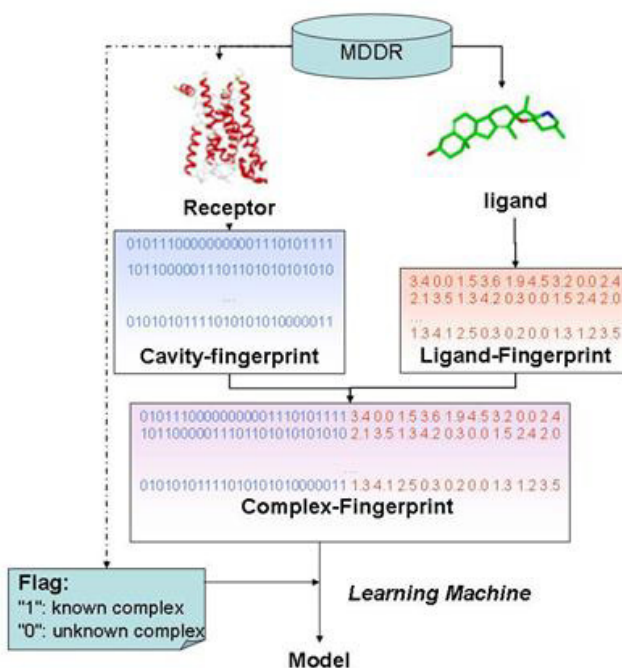 MDDR
Receptor
ligand
01011100000000001110101111
1011000001110110101010101010
...
0101010111101010101010000011
Cavity-fingerprint
3.4 0.0 1.5 3.6 1.9 4.5 3.2 0.0 2.4
2.1 3.5 1.3 4.2 0.3 0.0 1.5 2.4 2.0
...
1.3 4.1 2.5 0.3 0.2 0.0 1.3 1.2 3.5
Ligand-Fingerprint
01011100000000001110101111 3.4 0.0 1.5 3.6 1.9 4.5 3.2 0.0 2.4
1011000001110110101010101010 2.1 3.5 1.3 4.2 0.3 0.0 1.5 2.4 2.0
...
0101010111101010101010000011 1.3 4.1 2.5 0.3 0.2 0.0 1.3 1.2 3.5
Complex-Fingerprint
Flag:
"1": known complex
"0": unknown complex
Learning Machine
Model